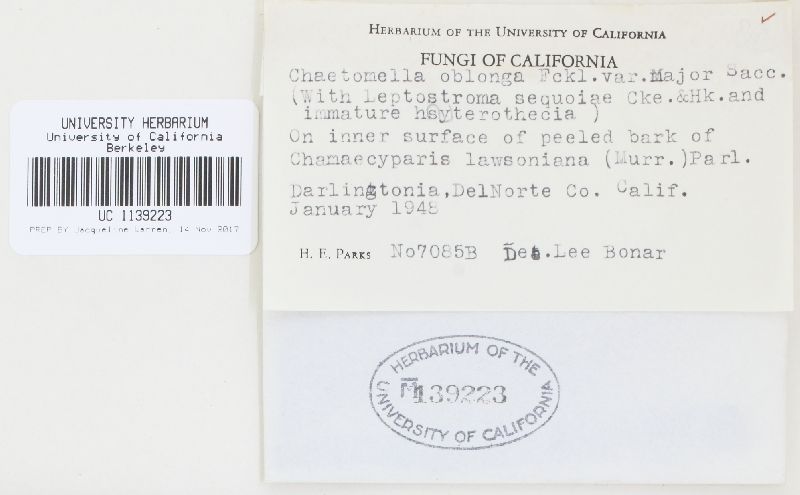 UNIVERSITY HERBARIUM
University of California
Berkeley
UC 1139223
PREP BY Jacqueline Warren, 14 Nov 2017
HERBARIUM OF THE UNIVERSITY OF CALIFORNIA
FUNGI OF CALIFORNIA
Chaetomella oblonga Fckl.var.Major Sacc.
(With Leptostroma sequoiae Cke.&Hk.and
immature hsyterothecia )
On inner surface of peeled bark of
Chamaecyparis lawsoniana (Murr.)Parl.
Darlingtonia,DelNorte Co. Calif.
January 1948
H. E. PARKS No7085B Det.Lee Bonar
HERBARIUM OF THE
M139223
UNIVERSITY OF CALIFORNIA